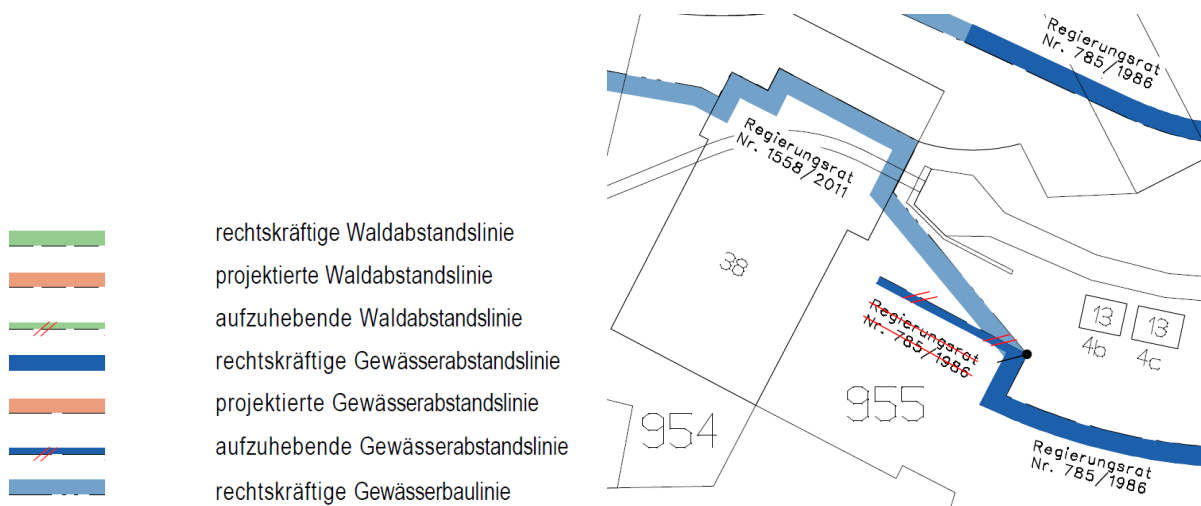 rechtskräftige Waldabstandslinie
projektierte Waldabstandslinie
aufzuhebende Waldabstandslinie
rechtskräftige Gewässerabstandslinie
projektierte Gewässerabstandslinie
aufzuhebende Gewässerabstandslinie
rechtskräftige Gewässerbaulinie
Regierungsrat
Nr. 785/1986
Regierungsrat
Nr. 1558/2011
38
Regierungsrat
Nr. 785/1986
13
13
4b
4c
954
955
Regierungsrat
Nr. 785/1986